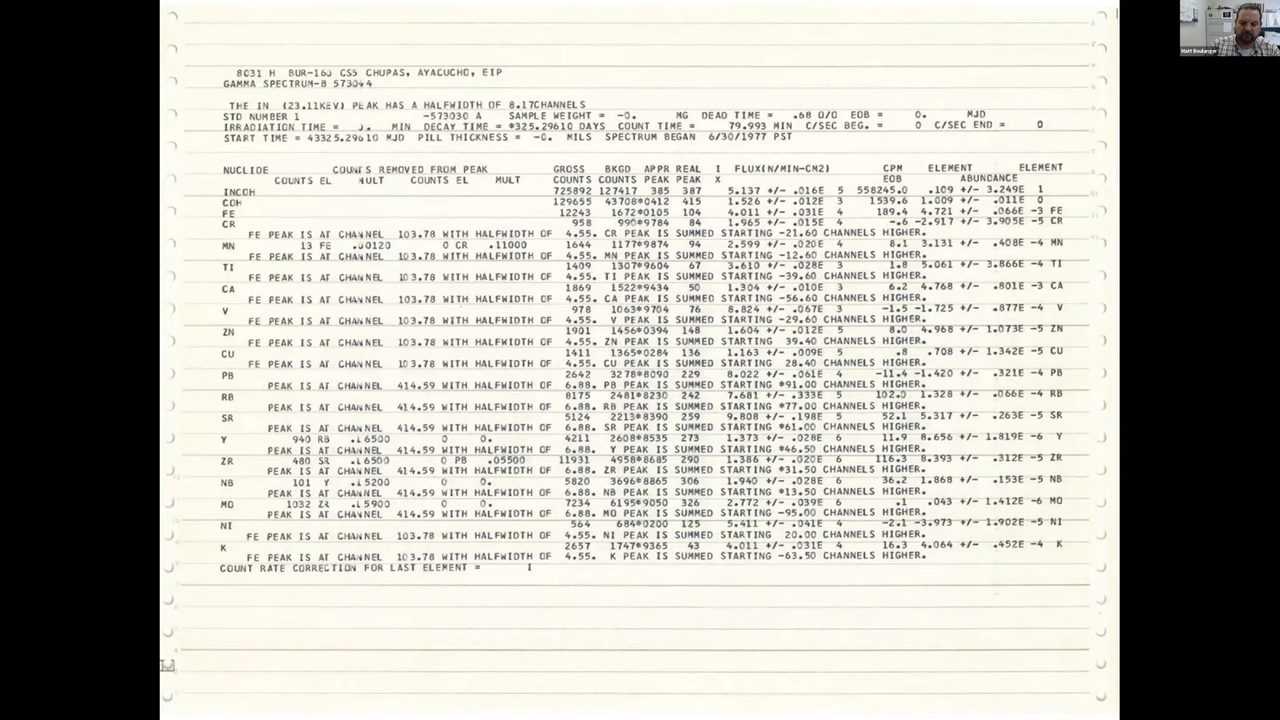 8031 H BUR-160 CS5 CHUPAS, AYACUCHO, EIP
GAMMA SPECTRUM-B 573044
THE IN (23.11KEV) PEAK HAS A HALFWIDTH OF 8.17CHANNELS
STD NUMBER 1 -573030 A SAMPLE WEIGHT = -0. MG DEAD TIME = .68 O/O EOB = 0. MJD
IRRADIATION TIME = 0. MIN DECAY TIME = *325.29610 DAYS COUNT TIME = 79.993 MIN C/SEC BEG. = 0 C/SEC END = 0
START TIME = 43325.29610 MJD PILL THICKNESS = -0. MILS SPECTRUM BEGAN 6/30/1977 PST
NUCLIDE COUNTS REMOVED FROM PEAK GROSS BKGD APPR REAL I FLUX(N/MIN-CM2) CPM ELEMENT ELEMENT
COUNTS EL MULT COUNTS EL MULT COUNTS COUNTS PEAK PEAK X EOB ABUNDANCE
INCOH 725892 127417 385 387 5.137 +/- .016E 5 558245.0 .109 +/- 3.249E 1
COH 129655 43708*0412 415 1.526 +/- .012E 3 1539.6 1.009 +/- .011E 0
FE 12243 1672*0105 104 4.011 +/- .031E 4 189.4 4.721 +/- .066E -3 FE
CR 958 990*9784 84 1.965 +/- .015E 4 -.6 -2.917 +/- 3.905E -5 CR
FE PEAK IS AT CHANNEL 103.78 WITH HALFWIDTH OF 4.55. CR PEAK IS SUMMED STARTING -21.60 CHANNELS HIGHER.
MN 13 FE .00120 0 CR .11000 1644 1177*9874 94 2.599 +/- .020E 4 8.1 3.131 +/- .408E -4 MN
FE PEAK IS AT CHANNEL 103.78 WITH HALFWIDTH OF 4.55. MN PEAK IS SUMMED STARTING -12.60 CHANNELS HIGHER.
TI 1409 1307*9604 67 3.610 +/- .028E 3 1.8 5.061 +/- 3.866E -4 TI
FE PEAK IS AT CHANNEL 103.78 WITH HALFWIDTH OF 4.55. TI PEAK IS SUMMED STARTING -39.60 CHANNELS HIGHER.
CA 1869 1522*9434 50 1.304 +/- .010E 3 6.2 4.768 +/- .801E -3 CA
FE PEAK IS AT CHANNEL 103.78 WITH HALFWIDTH OF 4.55. CA PEAK IS SUMMED STARTING -56.60 CHANNELS HIGHER.
V 978 1063*9704 76 8.824 +/- .067E 3 -1.5 -1.725 +/- .877E -4 V
FE PEAK IS AT CHANNEL 103.78 WITH HALFWIDTH OF 4.55. V PEAK IS SUMMED STARTING -29.60 CHANNELS HIGHER.
ZN 1901 1456*0394 148 1.604 +/- .012E 5 8.0 4.968 +/- 1.073E -5 ZN
FE PEAK IS AT CHANNEL 103.78 WITH HALFWIDTH OF 4.55. ZN PEAK IS SUMMED STARTING 39.40 CHANNELS HIGHER.
CU 1411 1365*0284 136 1.163 +/- .009E 5 .8 .708 +/- 1.342E -5 CU
FE PEAK IS AT CHANNEL 103.78 WITH HALFWIDTH OF 4.55. CU PEAK IS SUMMED STARTING 28.40 CHANNELS HIGHER.
PB 2642 3278*8090 229 8.022 +/- .061E 4 -11.4 -1.420 +/- .321E -4 PB
PEAK IS AT CHANNEL 414.59 WITH HALFWIDTH OF 6.88. PB PEAK IS SUMMED STARTING *91.00 CHANNELS HIGHER.
RB 8175 2481*8230 242 7.681 +/- .333E 5 102.0 1.328 +/- .066E -4 RB
PEAK IS AT CHANNEL 414.59 WITH HALFWIDTH OF 6.88. RB PEAK IS SUMMED STARTING *77.00 CHANNELS HIGHER.
SR 5124 2213*8390 259 9.808 +/- .198E 5 52.1 5.317 +/- .263E -5 SR
PEAK IS AT CHANNEL 414.59 WITH HALFWIDTH OF 6.88. SR PEAK IS SUMMED STARTING *61.00 CHANNELS HIGHER.
Y 940 RB .16500 0 0. 4211 2608*8535 273 1.373 +/- .028E 6 11.9 8.656 +/- 1.819E -6 Y
PEAK IS AT CHANNEL 414.59 WITH HALFWIDTH OF 6.88. Y PEAK IS SUMMED STARTING *46.50 CHANNELS HIGHER.
ZR 480 SR .16500 0 PB .05500 11931 4958*8685 290 1.386 +/- .020E 6 116.3 8.393 +/- .312E -5 ZR
PEAK IS AT CHANNEL 414.59 WITH HALFWIDTH OF 6.88. ZR PEAK IS SUMMED STARTING *31.50 CHANNELS HIGHER.
NB 101 Y .15200 0 0. 5820 3696*8865 306 1.940 +/- .028E 6 36.2 1.868 +/- .153E -5 NB
PEAK IS AT CHANNEL 414.59 WITH HALFWIDTH OF 6.88. NB PEAK IS SUMMED STARTING *13.50 CHANNELS HIGHER.
MO 1032 ZR .15900 0 0. 7234 6195*9050 326 2.772 +/- .039E 6 .1 .043 +/- 1.412E -6 MO
PEAK IS AT CHANNEL 414.59 WITH HALFWIDTH OF 6.88. MO PEAK IS SUMMED STARTING -95.00 CHANNELS HIGHER.
NI 564 684*0200 125 5.411 +/- .041E 4 -2.1 -3.973 +/- 1.902E -5 NI
FE PEAK IS AT CHANNEL 103.78 WITH HALFWIDTH OF 4.55. NI PEAK IS SUMMED STARTING 20.00 CHANNELS HIGHER.
K 2657 1747*9365 43 4.011 +/- .031E 4 16.3 4.064 +/- .452E -4 K
FE PEAK IS AT CHANNEL 103.78 WITH HALFWIDTH OF 4.55. K PEAK IS SUMMED STARTING -63.50 CHANNELS HIGHER.
COUNT RATE CORRECTION FOR LAST ELEMENT = I
Matt Boulanger